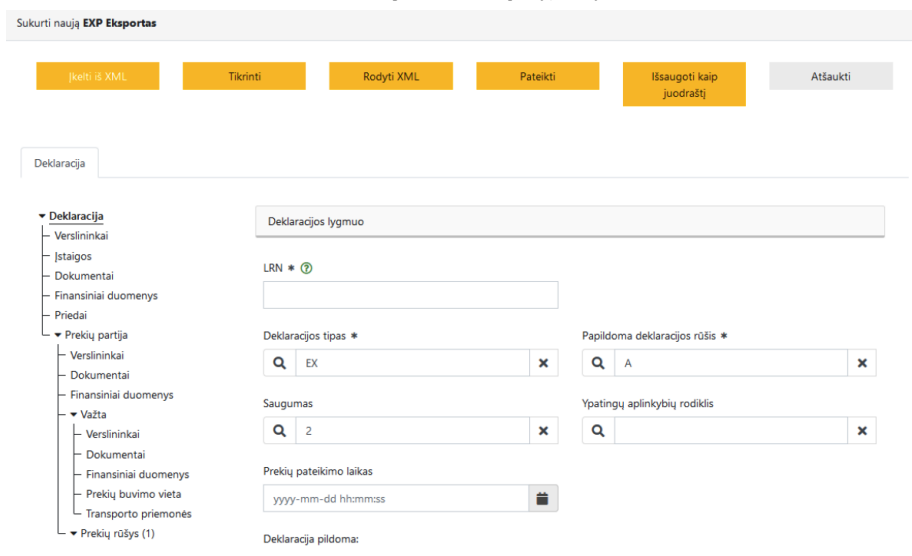 Sukurti naują EXP Eksportas
Įkelti iš XML
Tikrinti
Rodyti XML
Pateikti
Išsaugoti kaip
juodraštį
Atšaukti
Deklaracija
Deklaracija
Verslininkai
Įstaigos
Dokumentai
Finansiniai duomenys
Priedai
Prekių partija
Verslininkai
Dokumentai
Finansiniai duomenys
Važta
Verslininkai
Dokumentai
Finansiniai duomenys
Prekių buvimo vieta
Transporto priemonės
Prekių rūšys (1)
Deklaracijos lygmuo
LRN *
Deklaracijos tipas *
Papildoma deklaracijos rūšis *
EX
A
Saugumas
Ypatingų aplinkybių rodiklis
2
Prekių pateikimo laikas
yyyy-mm-dd hh:mm:ss
Deklaracija pildoma: